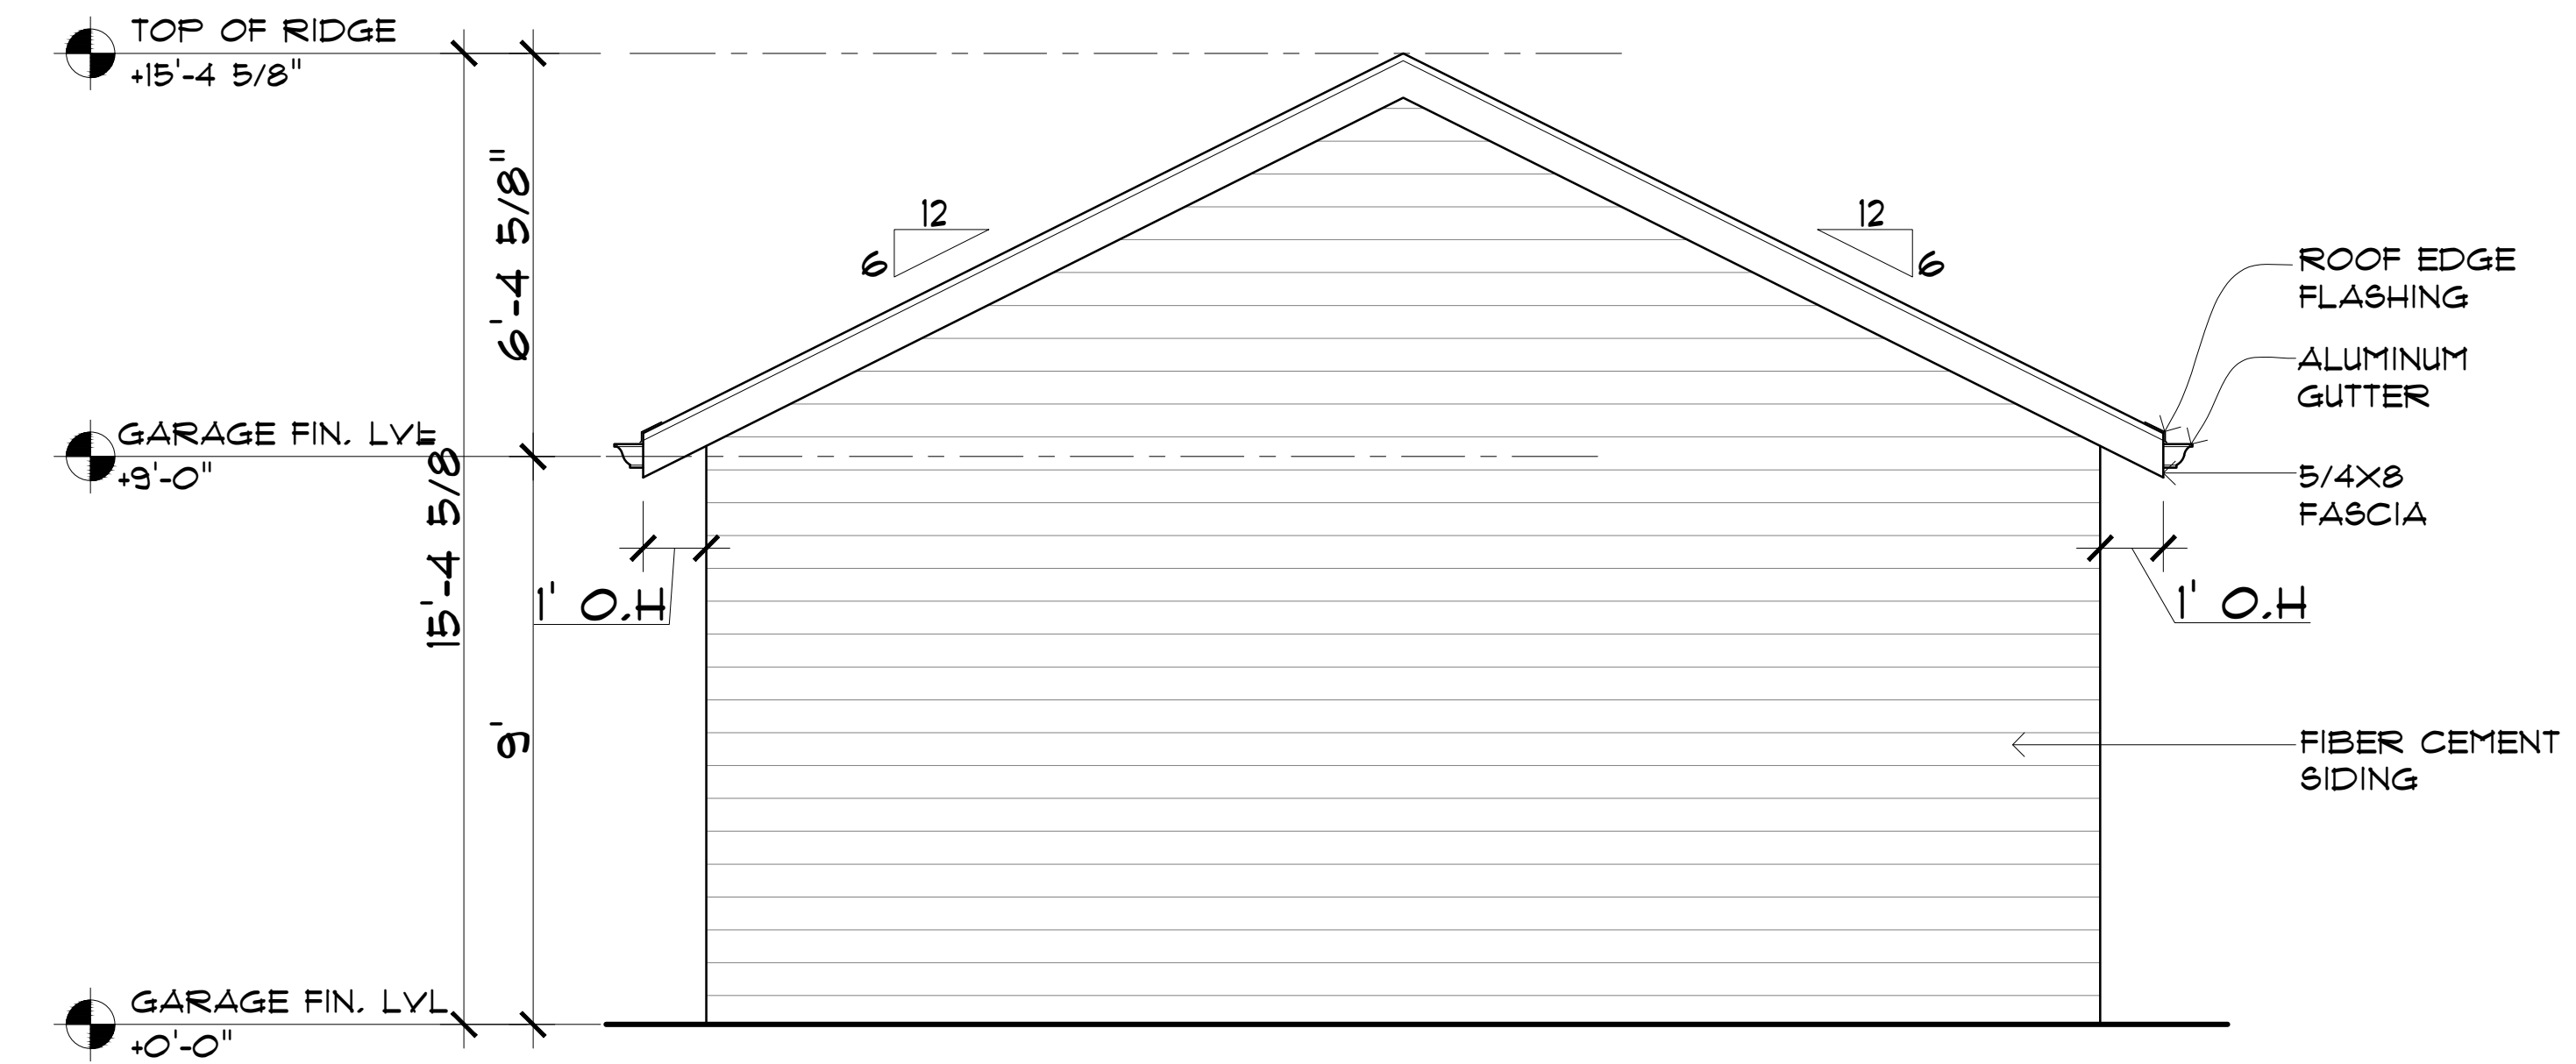 TOP OF RIDGE
+15'-4 5/8"
6'-4 5/8"
12
6
12
6
ROOF EDGE
FLASHING
ALUMINUM
GUTTER
GARAGE FIN. LVL
+9'-0"
15'-4 5/8"
5/4X8
FASCIA
1' O.H
1' O.H
9'
FIBER CEMENT
SIDING
GARAGE FIN. LVL
+0'-0"